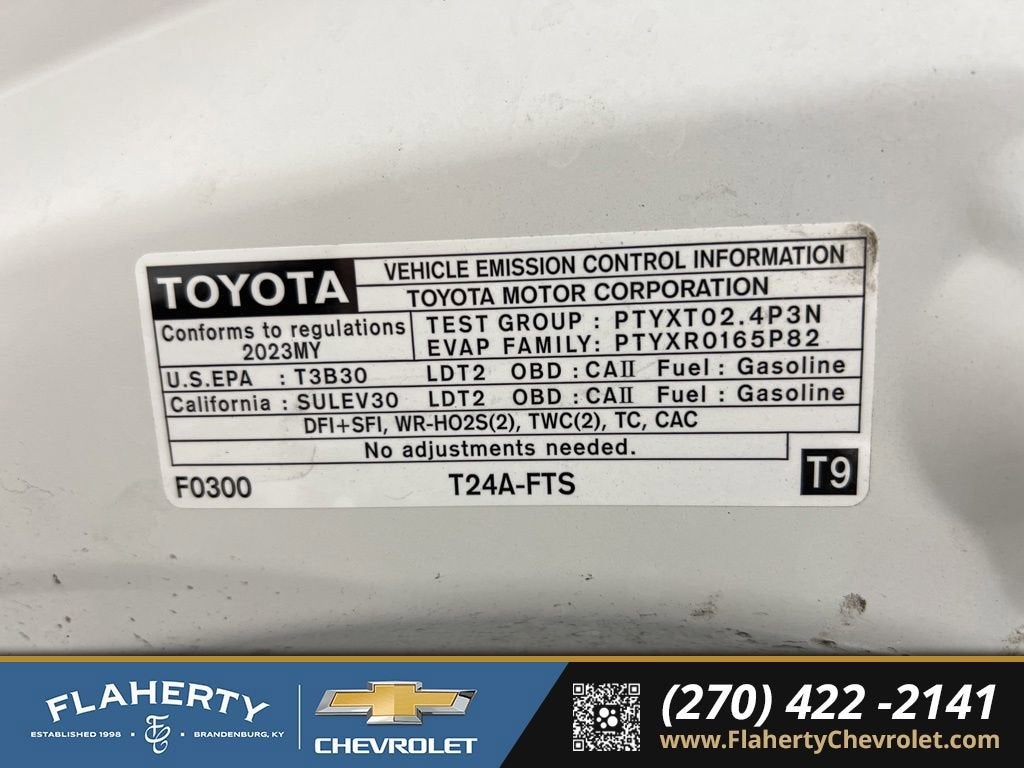 TOYOTA
VEHICLE EMISSION CONTROL INFORMATION
TOYOTA MOTOR CORPORATION
Conforms to regulations
2023MY
TEST GROUP : PTYXT02.4P3N
EVAP FAMILY: PTYXR0165P82
U.S.EPA : T3B30 LDT2 OBD : CAII Fuel : Gasoline
California : SULEV30 LDT2 OBD : CAII Fuel : Gasoline
DFI+SFI, WR-HO2S(2), TWC(2), TC, CAC
No adjustments needed.
F0300 T24A-FTS T9
FLAHERTY
ESTABLISHED 1998 • FC • BRANDENBURG, KY
CHEVROLET
(270) 422 -2141
www.FlahertyChevrolet.com